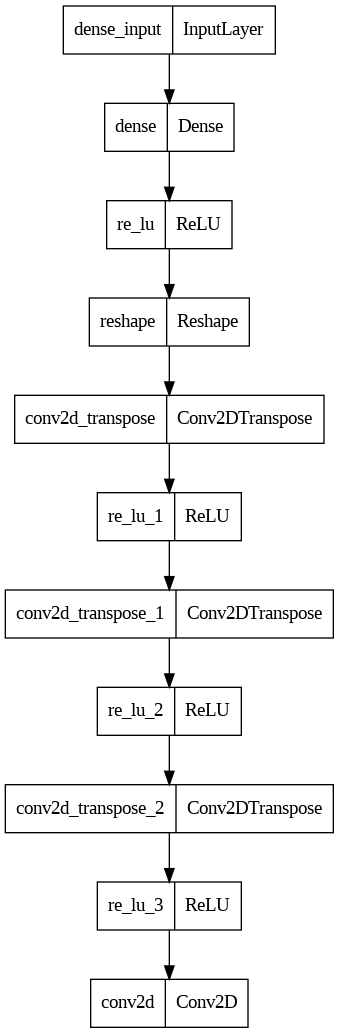 dense_input InputLayer
dense Dense
re_lu ReLU
reshape Reshape
conv2d_transpose Conv2DTranspose
re_lu_1 ReLU
conv2d_transpose_1 Conv2DTranspose
re_lu_2 ReLU
conv2d_transpose_2 Conv2DTranspose
re_lu_3 ReLU
conv2d Conv2D